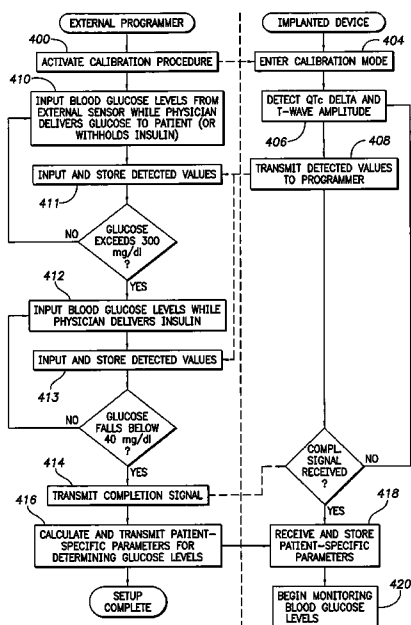 EXTERNAL PROGRAMMER
IMPLANTED DEVICE
400
404
ACTIVATE CALIBRATION PROCEDURE
ENTER CALIBRATION MODE
410
INPUT BLOOD GLUCOSE LEVELS FROM
EXTERNAL SENSOR WHILE PHYSICIAN
DELIVERS GLUCOSE TO PATIENT (OR
WITHHOLDS INSULIN)
DETECT QTc DELTA AND
T-WAVE AMPLITUDE
406
408
INPUT AND STORE DETECTED VALUES
411
TRANSMIT DETECTED VALUES
TO PROGRAMMER
GLUCOSE
EXCEEDS 300
mg/dl
?
NO
YES
412
INPUT BLOOD GLUCOSE LEVELS WHILE
PHYSICIAN DELIVERS INSULIN
INPUT AND STORE DETECTED VALUES
413
GLUCOSE
FALLS BELOW
40 mg/dl
?
NO
YES
COMPL.
SIGNAL
RECEIVED
?
NO
YES
414
TRANSMIT COMPLETION SIGNAL
416
418
CALCULATE AND TRANSMIT PATIENT-
SPECIFIC PARAMETERS FOR
DETERMINING GLUCOSE LEVELS
RECEIVE AND STORE
PATIENT-SPECIFIC
PARAMETERS
420
SETUP
COMPLETE
BEGIN MONITORING
BLOOD GLUCOSE
LEVELS